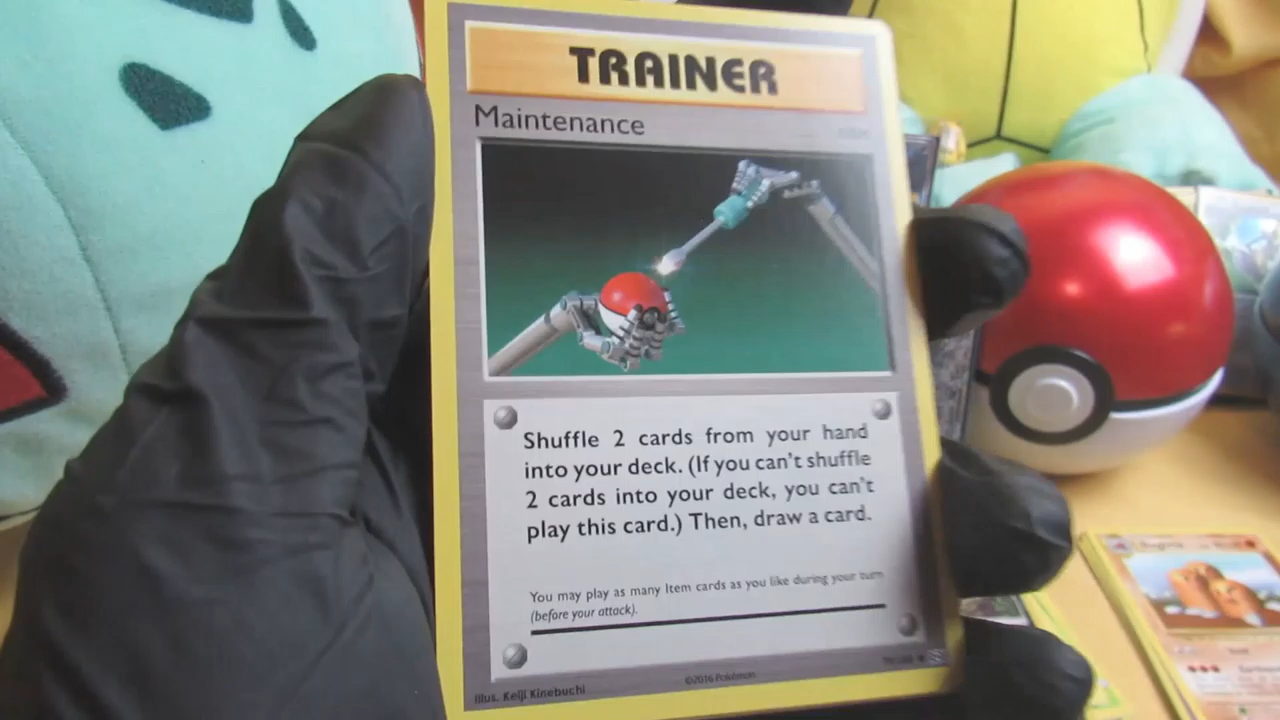 TRAINER
Maintenance
Shuffle 2 cards from your hand
into your deck. (If you can't shuffle
2 cards into your deck, you can't
play this card.) Then, draw a card.
You may play as many Item cards as you like during your turn
(before your attack).
©2016 Pokémon
Illus. Keiji Kinebuchi